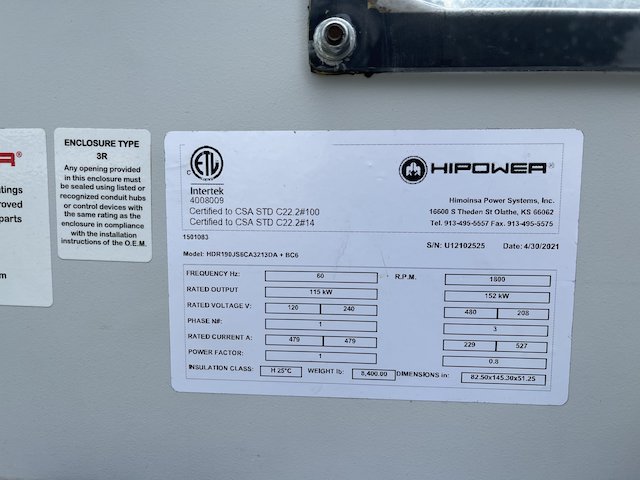 ENCLOSURE TYPE
3R
Any opening provided
in this enclosure must
be sealed using listed or
recognized conduit hubs
or control devices with
the same rating as the
enclosure in compliance
with the installation
instructions of the O.E.M.
atings
roved
parts
m
C ETL ®
Intertek
4008009
Certified to CSA STD C22.2#100
Certified to CSA STD C22.2#14
HIPOWER ®
Himoinsa Power Systems, Inc.
16600 S Theden St Olathe, KS 66062
Tel. 913-495-5557 Fax. 913-495-5575
1501083
S/N: U12102525 Date: 4/30/2021
Model: HDR190JS6CA3213DA + BC6
FREQUENCY Hz: 60 R.P.M. 1800
RATED OUTPUT 115 kW 152 kW
RATED VOLTAGE V: 120 240 480 208
PHASE N#: 1 3
RATED CURRENT A: 479 479 229 527
POWER FACTOR: 1 0.8
INSULATION CLASS: H 25°C WEIGHT lb: 8,400.00 DIMENSIONS in: 82.50x145.30x51.25